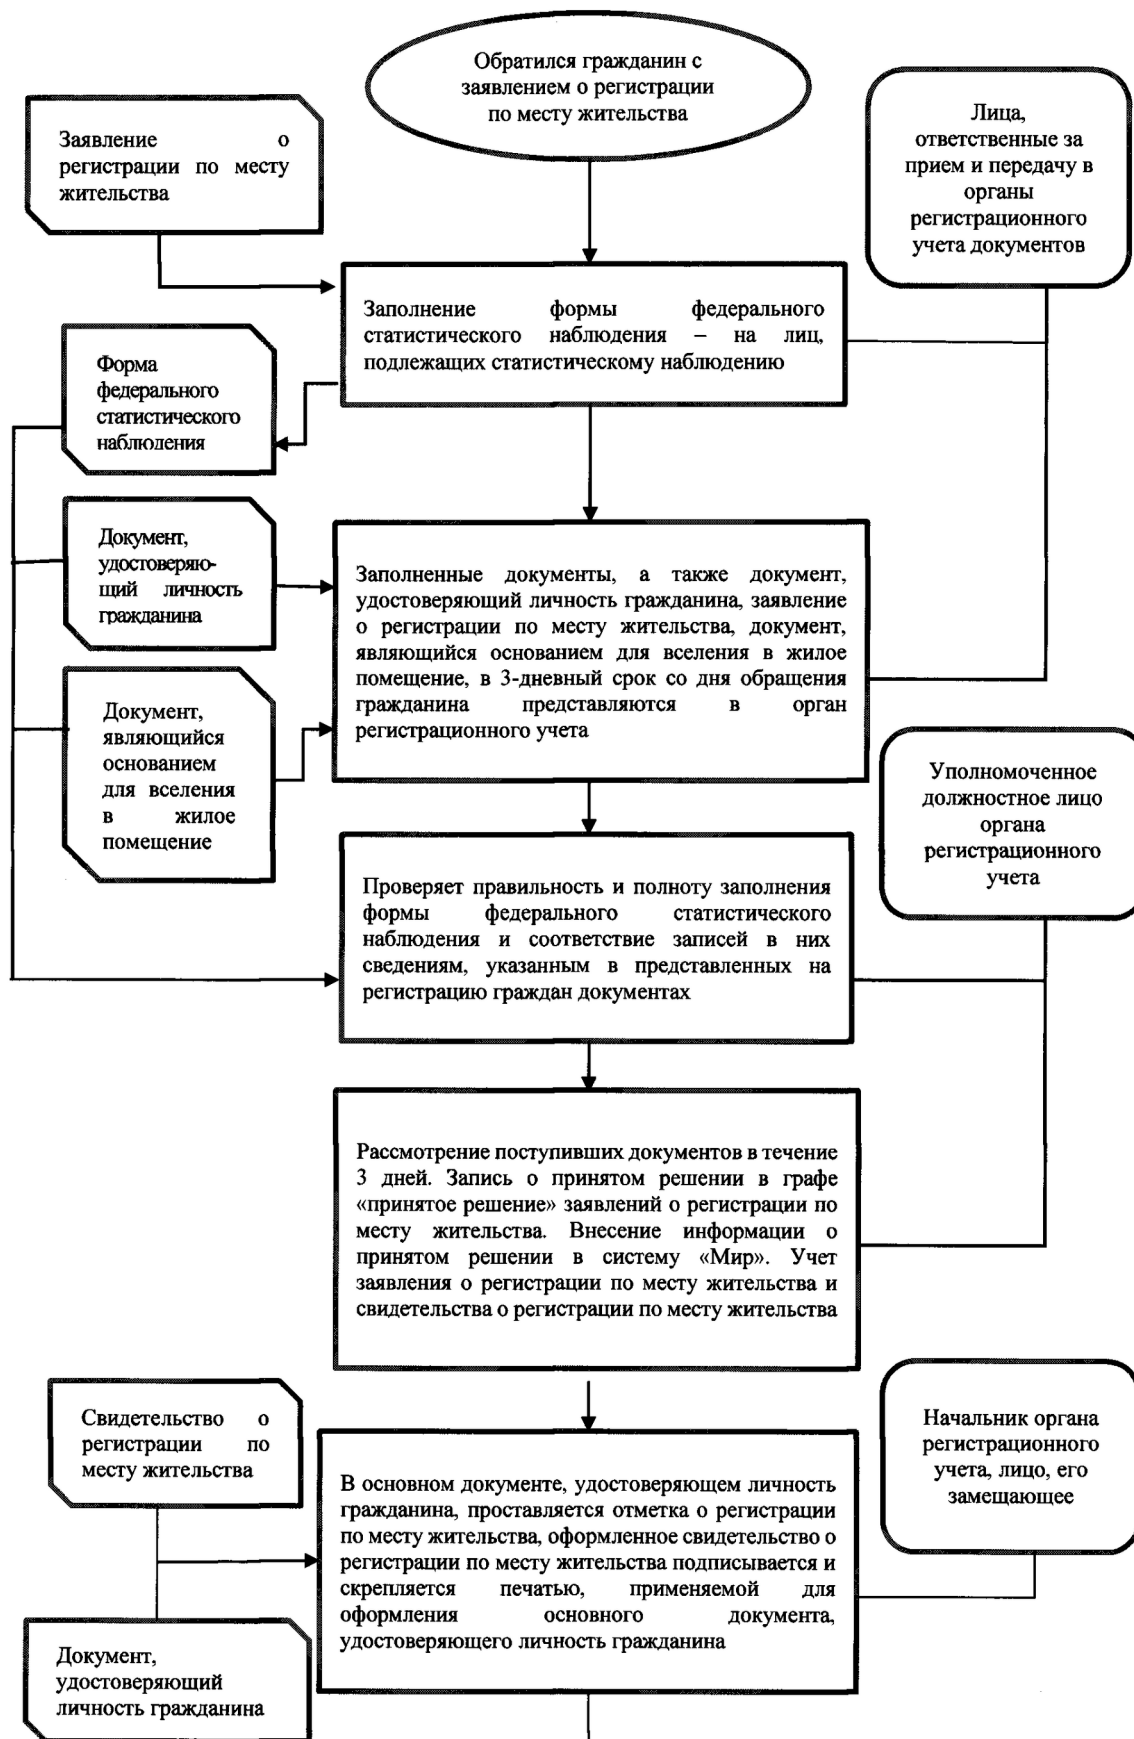 Обратился гражданин с
заявлением о регистрации
по месту жительства
Заявление о
регистрации по месту
жительства
Лица,
ответственные за
прием и передачу в
органы
регистрационного
учета документов
Заполнение формы федерального
статистического наблюдения – на лиц,
подлежащих статистическому наблюдению
Форма
федерального
статистического
наблюдения
Документ,
удостоверяю-
щий личность
гражданина
Заполненные документы, а также документ,
удостоверяющий личность гражданина, заявление
о регистрации по месту жительства, документ,
являющийся основанием для вселения в жилое
помещение, в 3-дневный срок со дня обращения
гражданина представляются в орган
регистрационного учета
Документ,
являющийся
основанием
для вселения
в жилое
помещение
Уполномоченное
должностное лицо
органа
регистрационного
учета
Проверяет правильность и полноту заполнения
формы федерального статистического
наблюдения и соответствие записей в них
сведениям, указанным в представленных на
регистрацию граждан документах
Рассмотрение поступивших документов в течение
3 дней. Запись о принятом решении в графе
«принятое решение» заявлений о регистрации по
месту жительства. Внесение информации о
принятом решении в систему «Мир». Учет
заявления о регистрации по месту жительства и
свидетельства о регистрации по месту жительства
Свидетельство о
регистрации по
месту жительства
Начальник органа
регистрационного
учета, лицо, его
замещающее
В основном документе, удостоверяющем личность
гражданина, проставляется отметка о регистрации
по месту жительства, оформленное свидетельство о
регистрации по месту жительства подписывается и
скрепляется печатью, применяемой для
оформления основного документа,
удостоверяющего личность гражданина
Документ,
удостоверяющий
личность гражданина